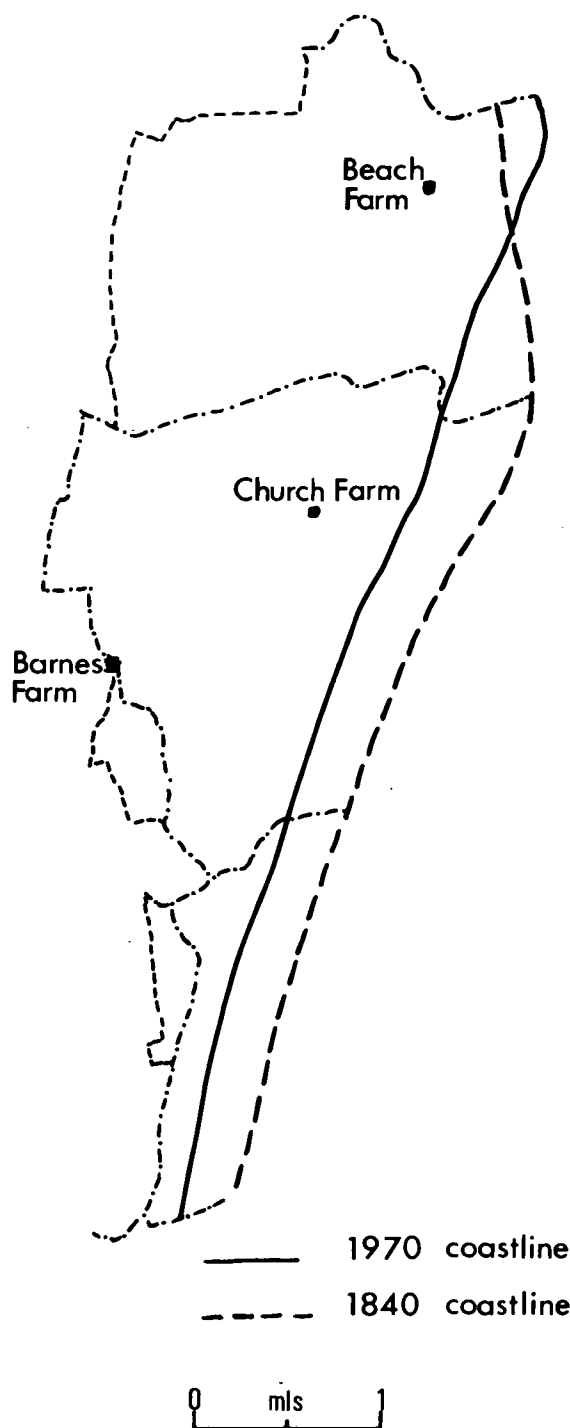 Beach
Farm
Church Farm
Barnes
Farm
1970 coastline
1840 coastline
0 mls 1